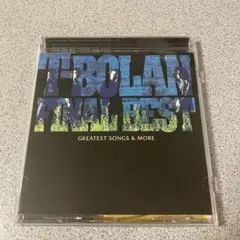 T-BOLAN
FINAL BEST
GREATEST SONGS & MORE